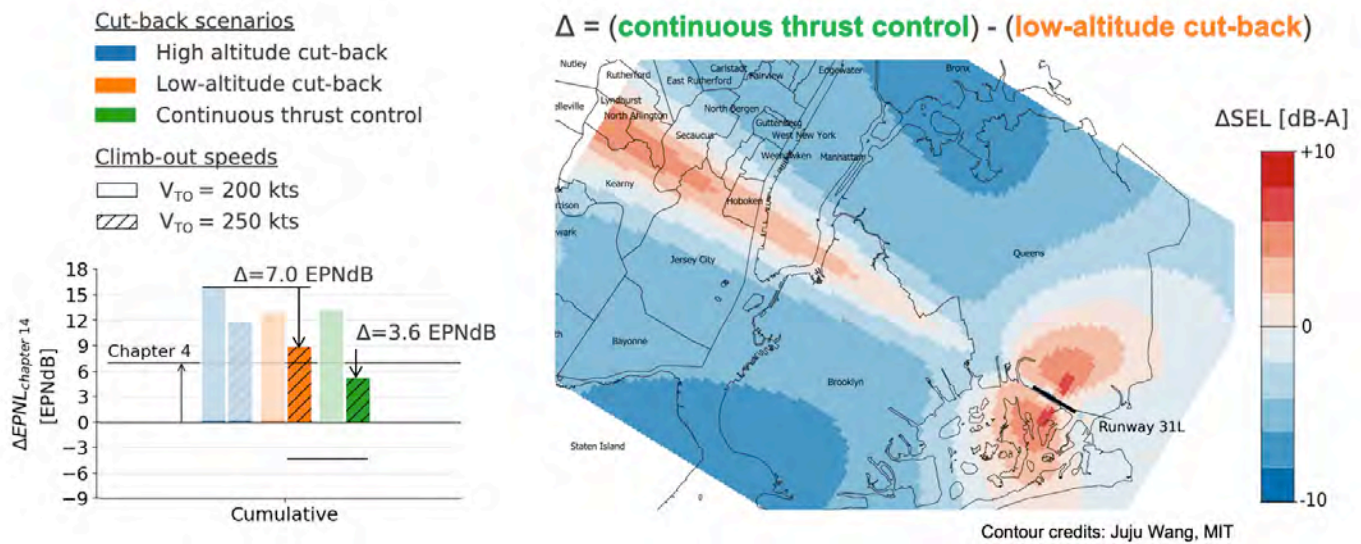 Cut-back scenarios
High altitude cut-back
Low-altitude cut-back
Continuous thrust control
Climb-out speeds
V_TO = 200 kts
V_TO = 250 kts
ΔEPNL_chapter 14
[EPNdB]
18
15
12
9
6
3
0
−3
−6
−9
Chapter 4
Δ=7.0 EPNdB
Δ=3.6 EPNdB
Cumulative
Δ = (continuous thrust control) - (low-altitude cut-back)
Nutley
Rutherford
Carlstadt
East Rutherford
Fairview
Edgewater
Bronx
elleville
Lyndhurst
North Arlington
North Bergen
Guttenberg
Secaucus
West New York
Weehawken
Manhattan
Kearny
Hoboken
rrison
wark
Jersey City
Queens
th
Bayonne
Brooklyn
Staten Island
Runway 31L
ΔSEL [dB-A]
+10
0
-10
Contour credits: Juju Wang, MIT